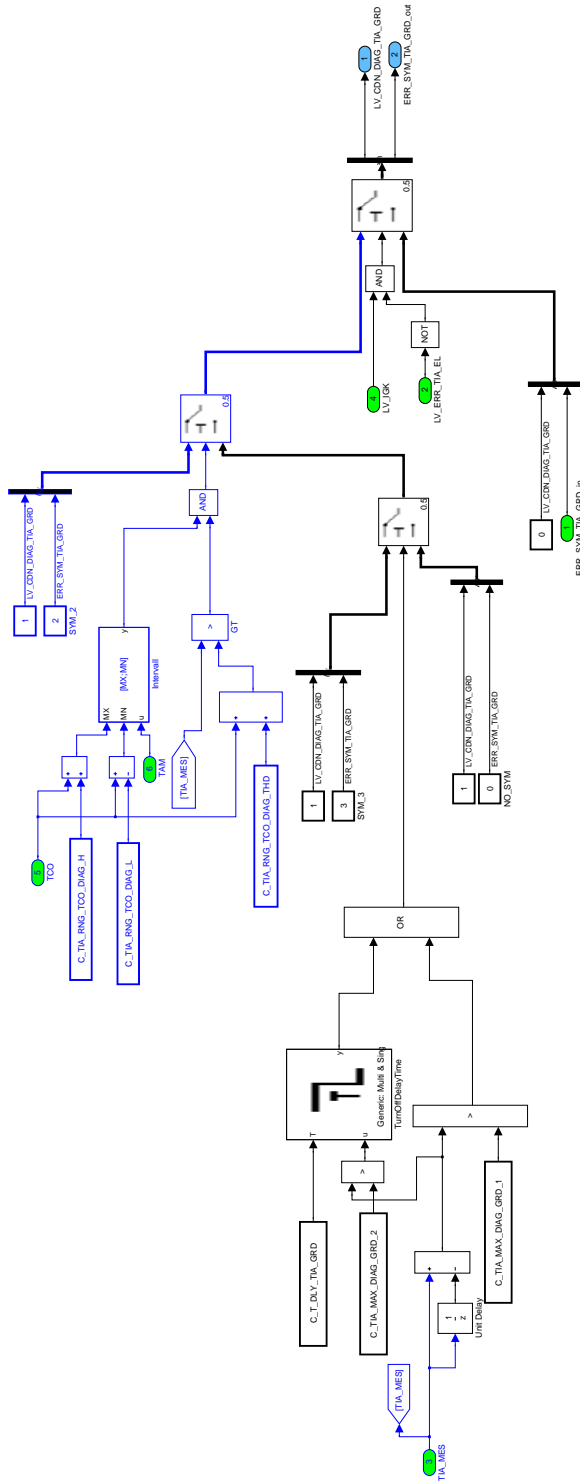 1
LV_CDN_DIAG_TIA_GRD
2
ERR_SYM_TIA_GRD_out
0.5
AND
4
LV_IGK
NOT
2
LV_ERR_TIA_EL
0
LV_CDN_DIAG_TIA_GRD
1
ERR_SYM_TIA_GRD_in
0.5
1
LV_CDN_DIAG_TIA_GRD
2
ERR_SYM_TIA_GRD
SYM_2
AND
MX
MN
u
[MX;MN]
y
Intervall
6
TAM
>
GT
[TIA_MES]
+
+
+
-
+
+
5
TCO
C_TIA_RNG_TCO_DIAG_H
C_TIA_RNG_TCO_DIAG_L
C_TIA_RNG_TCO_DIAG_THD
0.5
1
LV_CDN_DIAG_TIA_GRD
3
ERR_SYM_TIA_GRD
SYM_3
1
LV_CDN_DIAG_TIA_GRD
0
ERR_SYM_TIA_GRD
NO_SYM
OR
T
u
y
Generic: Multi & Sing
TurnOffDelayTime
>
>
C_T_DLY_TIA_GRD
C_TIA_MAX_DIAG_GRD_2
C_TIA_MAX_DIAG_GRD_1
+
-
1
z
Unit Delay
[TIA_MES]
3
TIA_MES